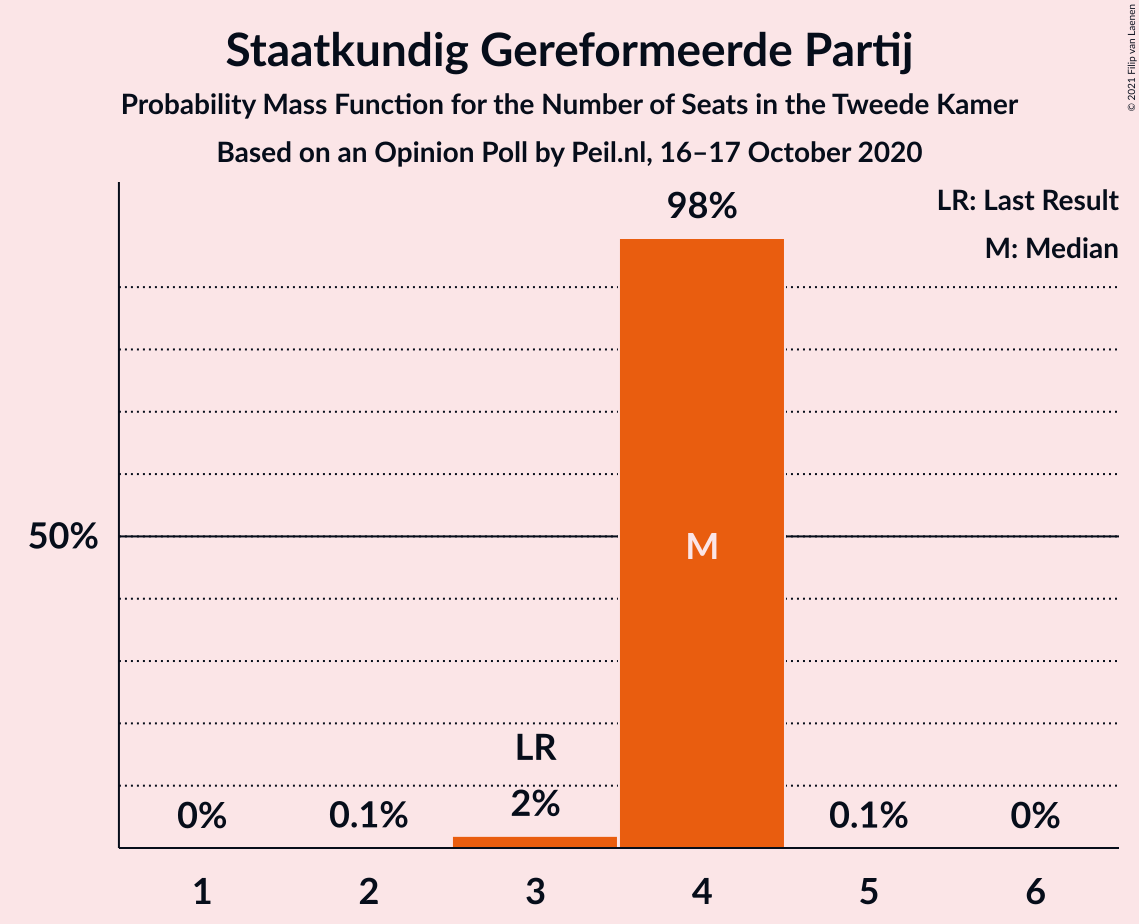 Staatkundig Gereformeerde Partij
Probability Mass Function for the Number of Seats in the Tweede Kamer
Based on an Opinion Poll by Peil.nl, 16–17 October 2020
© 2021 Filip van Laenen
LR: Last Result
M: Median
98%
50%
M
LR
0%
0.1%
2%
0.1%
0%
1
2
3
4
5
6